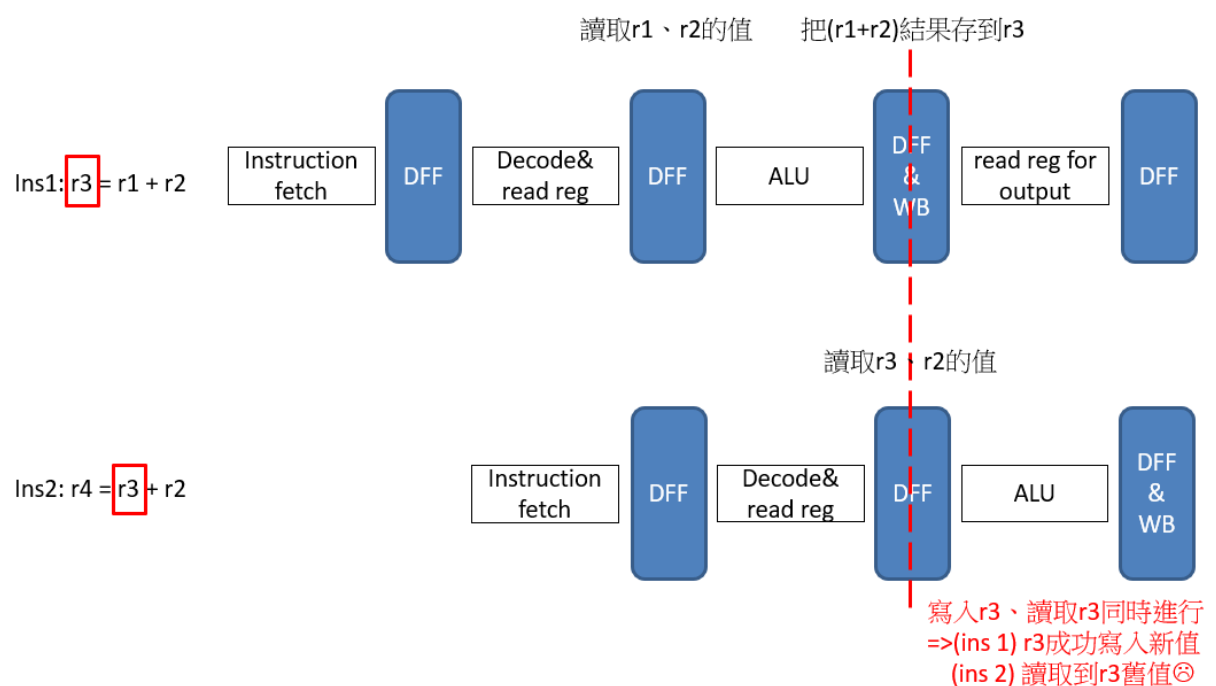 讀取r1、r2的值 把(r1+r2)結果存到r3
Ins1: r3 = r1 + r2
Instruction
fetch
DFF
Decode&
read reg
DFF
ALU
DFF
&
WB
read reg for
output
DFF
讀取r3、r2的值
Ins2: r4 = r3 + r2
Instruction
fetch
DFF
Decode&
read reg
DFF
ALU
DFF
&
WB
寫入r3、讀取r3同時進行
=>(ins 1) r3成功寫入新值
(ins 2) 讀取到r3舊值☹